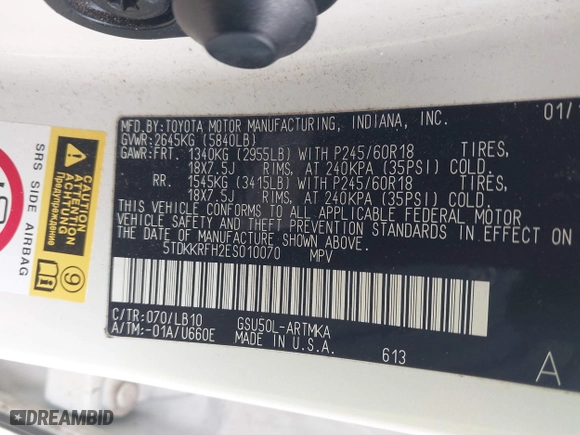 MFD.BY:TOYOTA MOTOR MANUFACTURING, INDIANA, INC. 01/1
GVWR:2645KG (5840LB)
GAWR:FRT. 1340KG (2955LB) WITH P245/60R18 TIRES,
18X7.5J RIMS, AT 240KPA (35PSI) COLD.
RR. 1545KG (3415LB) WITH P245/60R18 TIRES,
18X7.5J RIMS, AT 240KPA (35PSI) COLD.
THIS VEHICLE CONFORMS TO ALL APPLICABLE FEDERAL MOTOR
VEHICLE SAFETY AND THEFT PREVENTION STANDARDS IN EFFECT ON
THE DATE OF MANUFACTURE SHOWN ABOVE.
5TDKKRFH2ES010070 MPV
C/TR:070/LB10 GSU50L-ARTMKA
A/TM:-01A/U660E MADE IN U.S.A. 613
A
SRS SIDE AIRBAG
CAUTION
ATTENTION
ACHTUNG
Предупреждение
9
DREAMBID